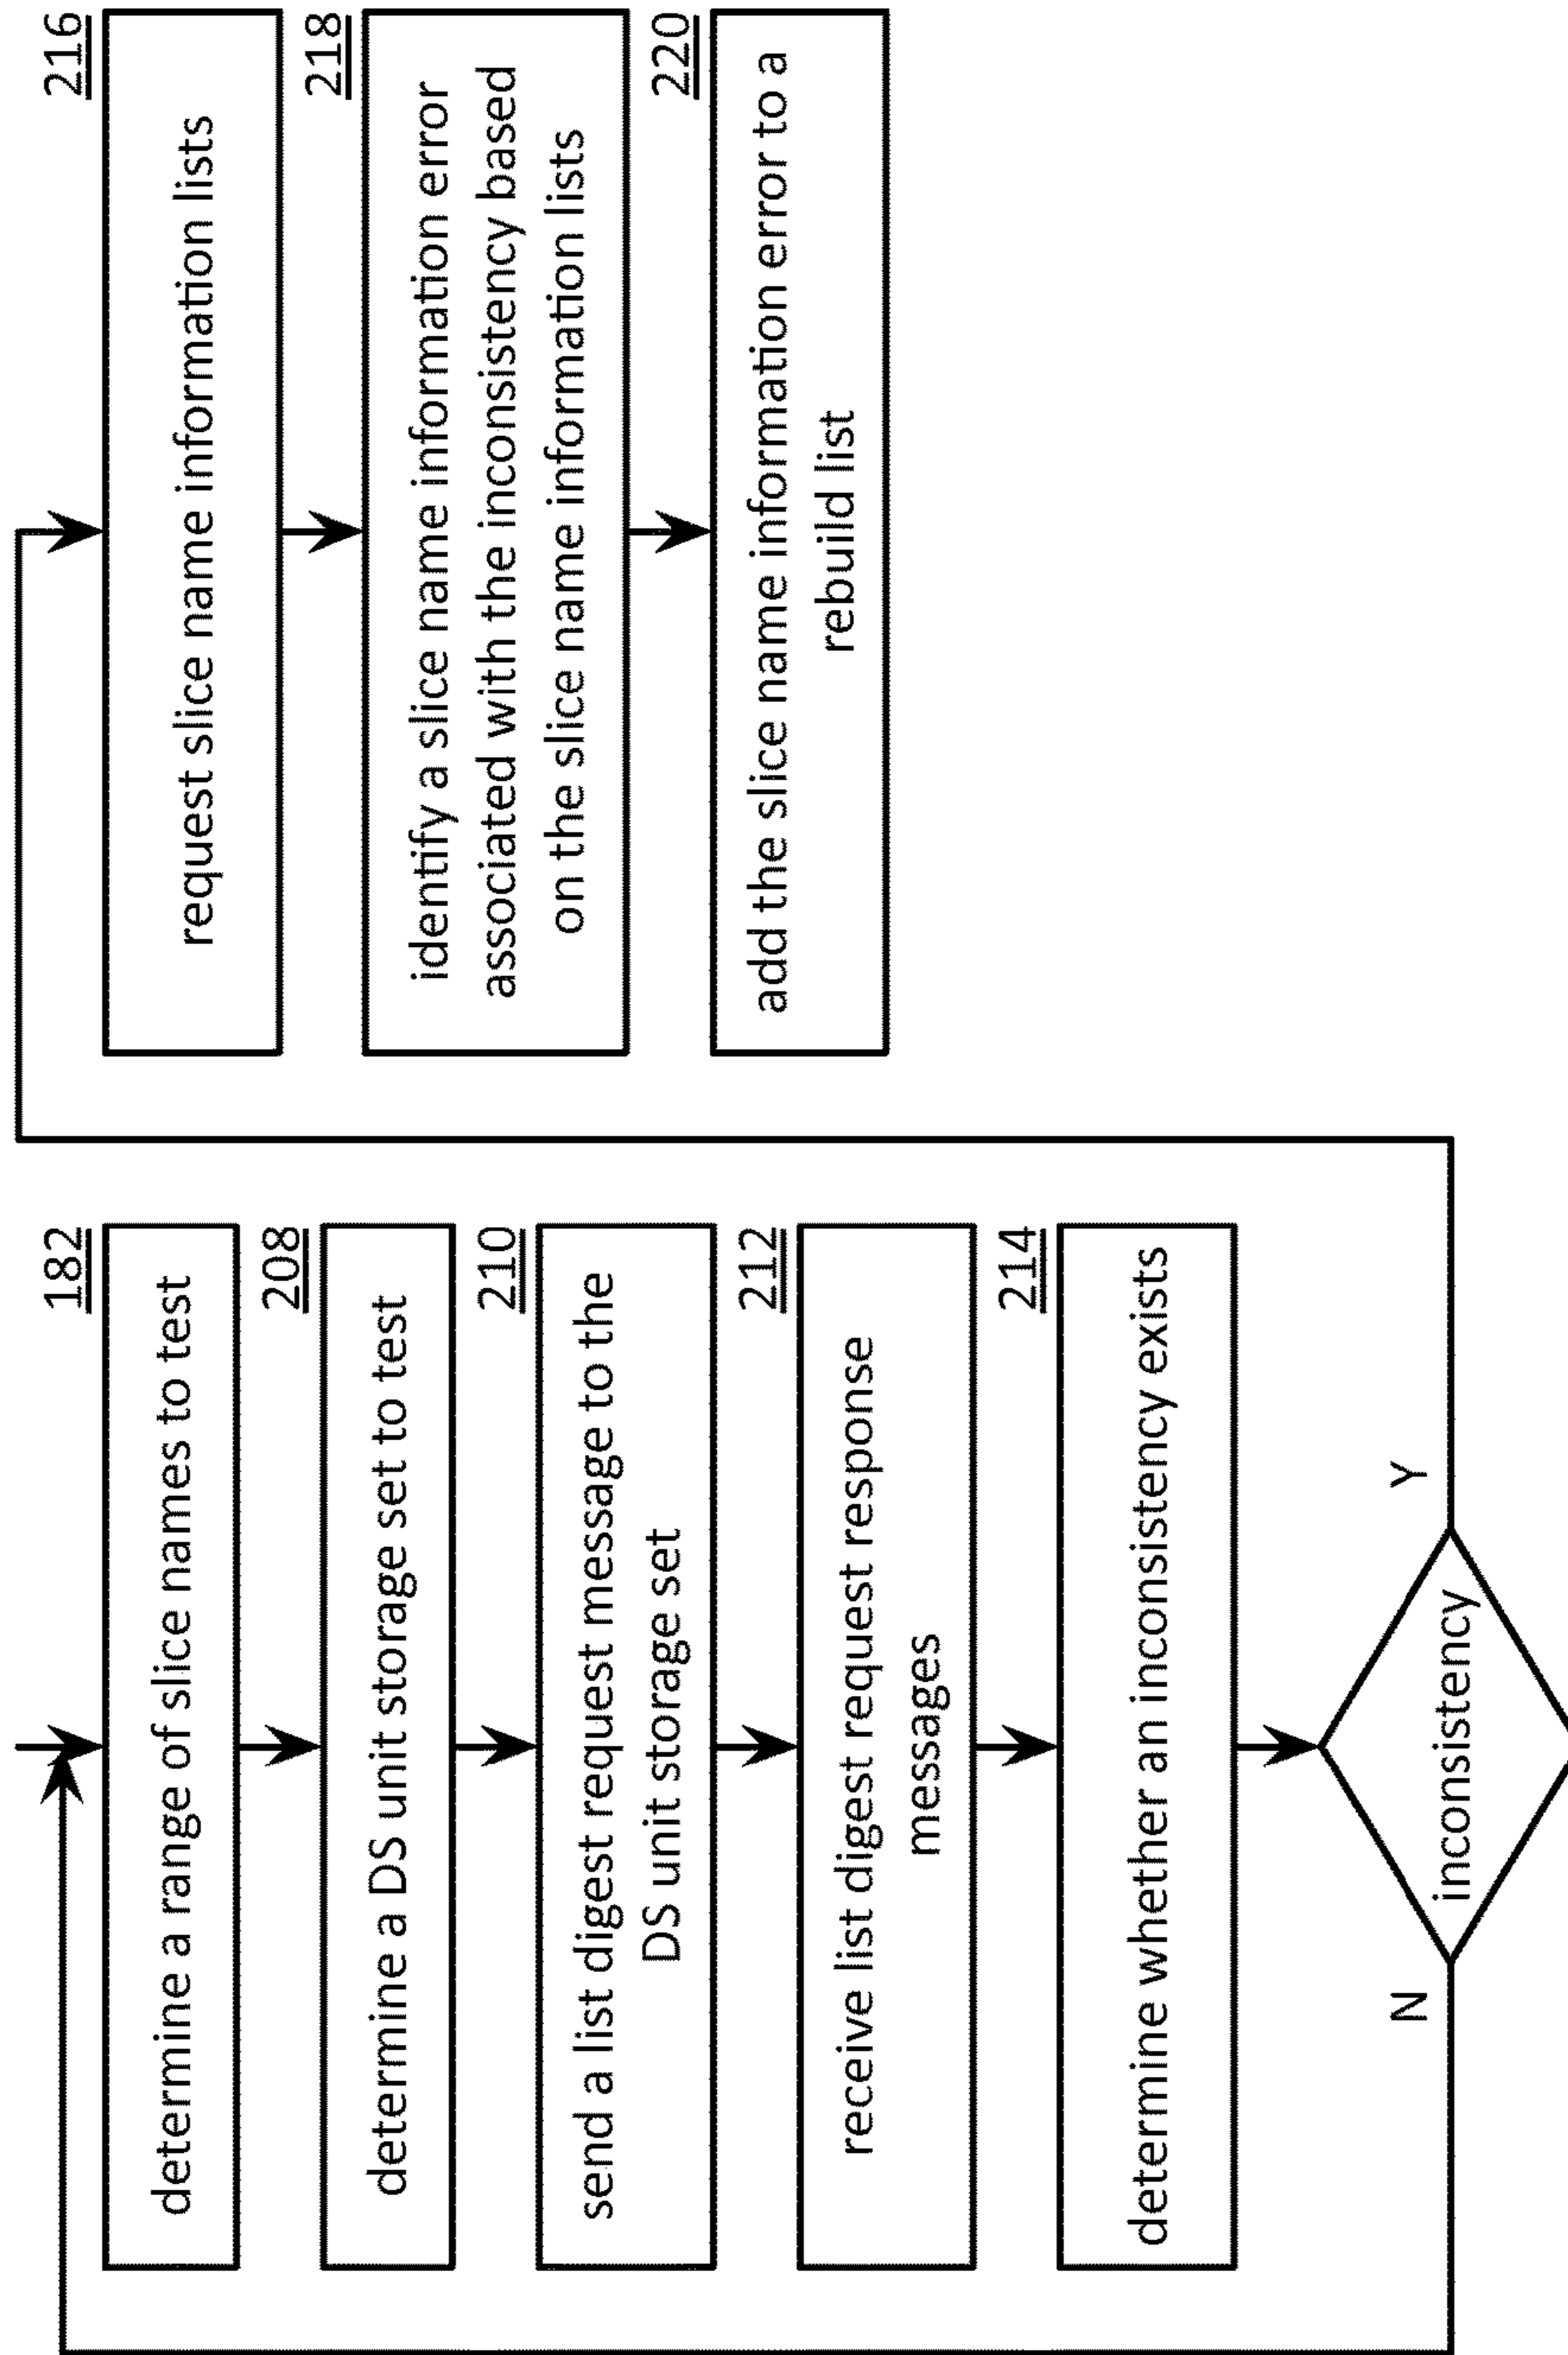 182
determine a range of slice names to test
208
determine a DS unit storage set to test
210
send a list digest request message to the
DS unit storage set
212
receive list digest request response
messages
214
determine whether an inconsistency exists
N
inconsistency
Y
216
request slice name information lists
218
identify a slice name information error
associated with the inconsistency based
on the slice name information lists
220
add the slice name information error to a
rebuild list